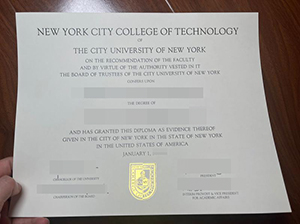 NEW YORK CITY COLLEGE OF TECHNOLOGY
OF
THE CITY UNIVERSITY OF NEW YORK
ON THE RECOMMENDATION OF THE FACULTY
AND BY VIRTUE OF THE AUTHORITY VESTED IN IT
THE BOARD OF TRUSTEES OF THE CITY UNIVERSITY OF NEW YORK
CONFERS UPON
THE DEGREE OF
AND HAS GRANTED THIS DIPLOMA AS EVIDENCE THEREOF
GIVEN IN THE CITY OF NEW YORK IN THE STATE OF NEW YORK
IN THE UNITED STATES OF AMERICA
JANUARY 1,